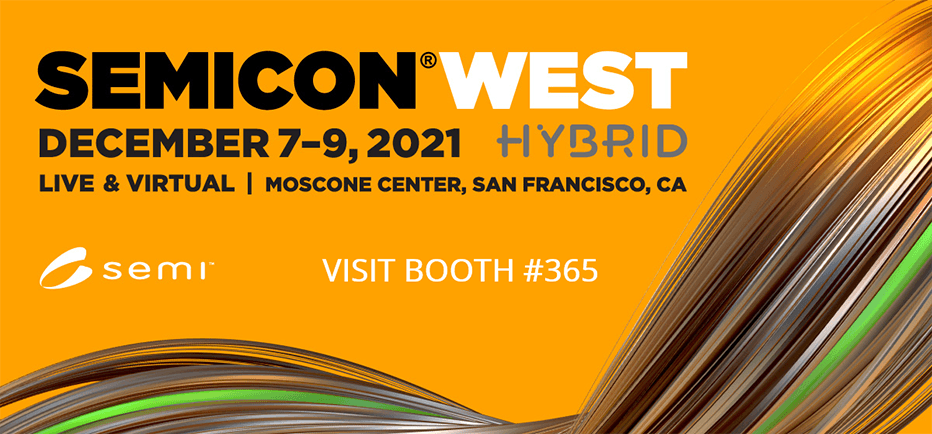 SEMICON® WEST
DECEMBER 7–9, 2021 HYBRID
LIVE & VIRTUAL | MOSCONE CENTER, SAN FRANCISCO, CA
semi™ VISIT BOOTH #365